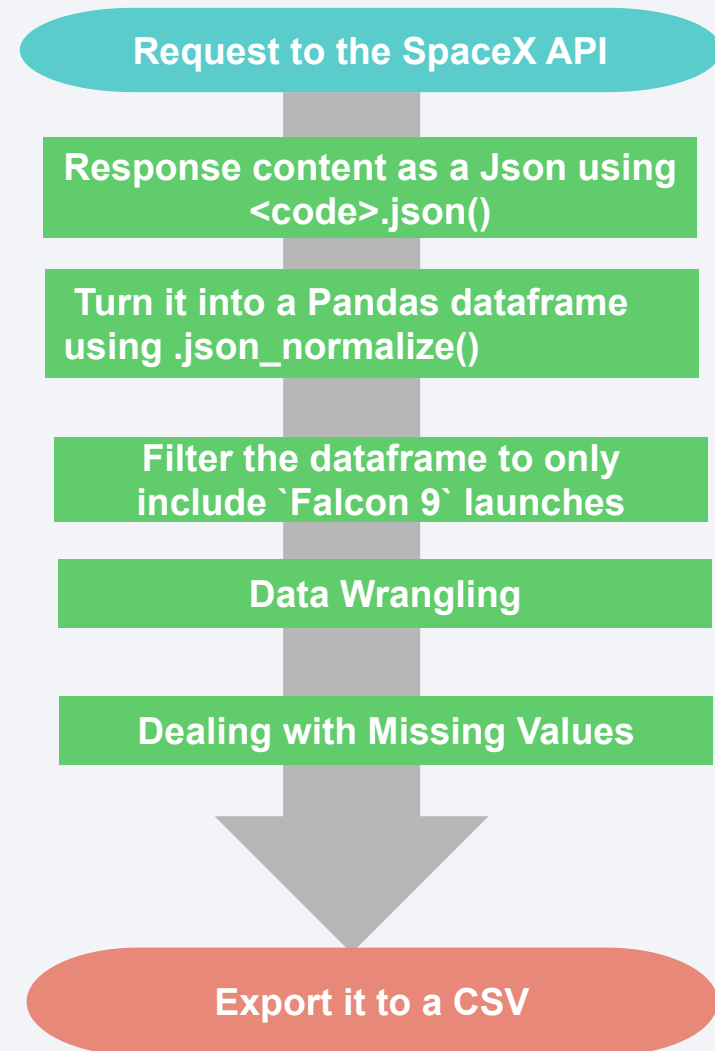 Request to the SpaceX API
Response content as a Json using
<code>.json()
Turn it into a Pandas dataframe
using .json_normalize()
Filter the dataframe to only
include `Falcon 9` launches
Data Wrangling
Dealing with Missing Values
Export it to a CSV